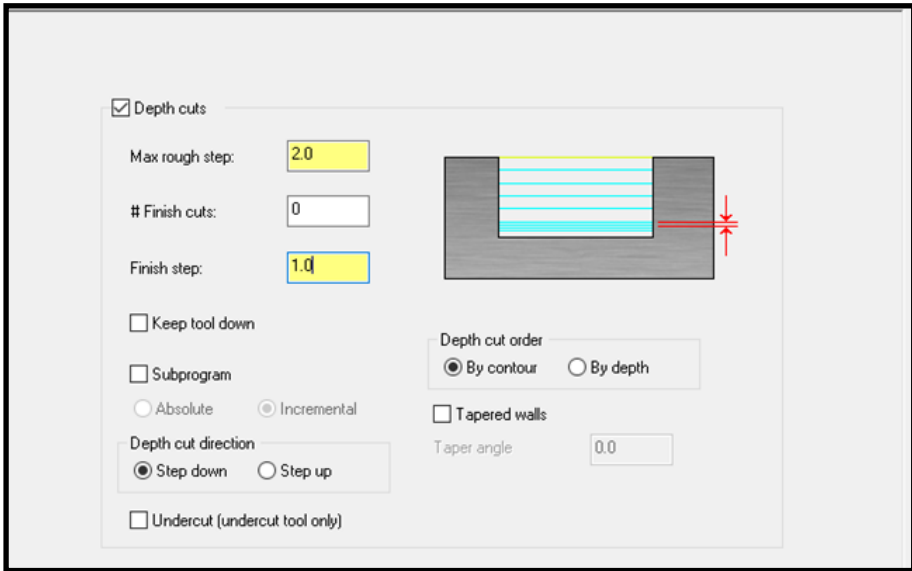 Depth cuts
Max rough step: 2.0
# Finish cuts: 0
Finish step: 1.0
Keep tool down
Subprogram
Absolute Incremental
Depth cut direction
Step down Step up
Undercut (undercut tool only)
Depth cut order
By contour By depth
Tapered walls
Taper angle 0.0